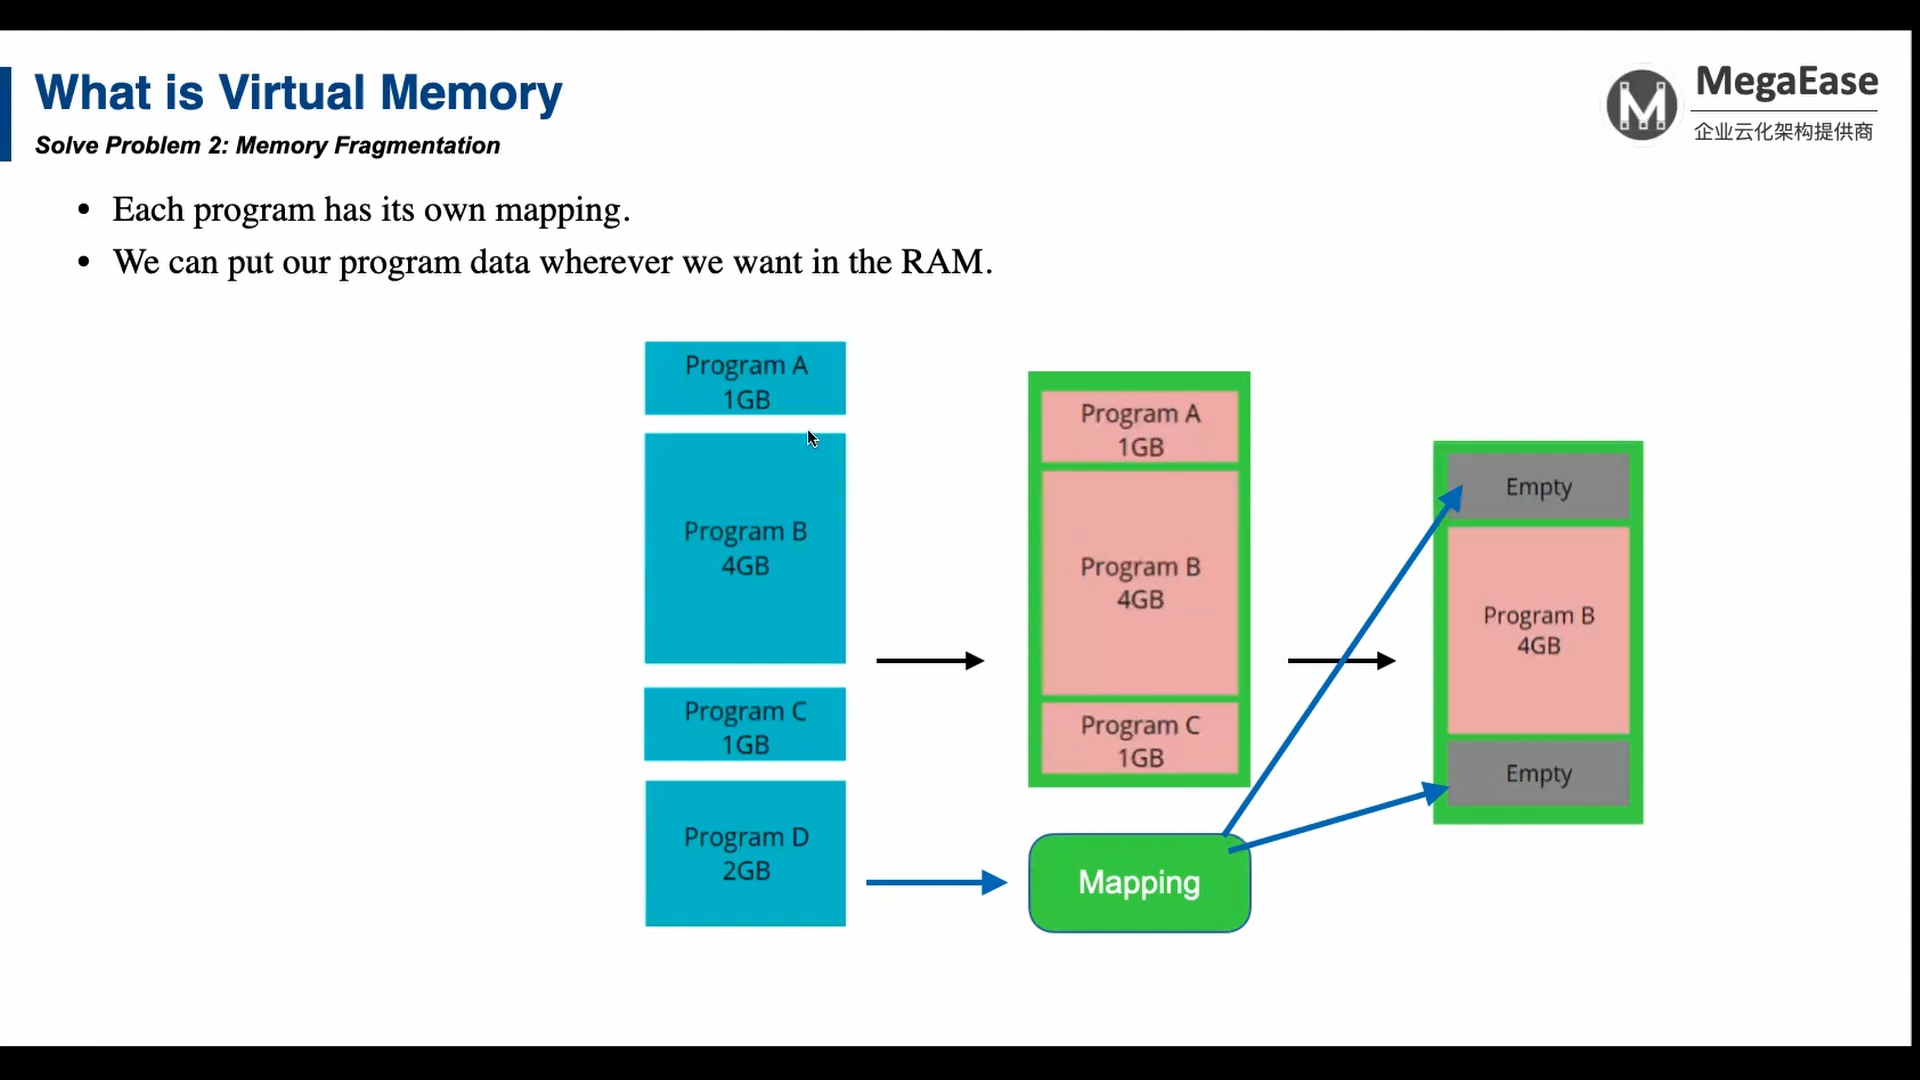 What is Virtual Memory
Solve Problem 2: Memory Fragmentation
MegaEase
企业云化架构提供商
• Each program has its own mapping.
• We can put our program data wherever we want in the RAM.
Program A
1GB
Program B
4GB
Program C
1GB
Program D
2GB
Program A
1GB
Program B
4GB
Program C
1GB
Mapping
Empty
Program B
4GB
Empty